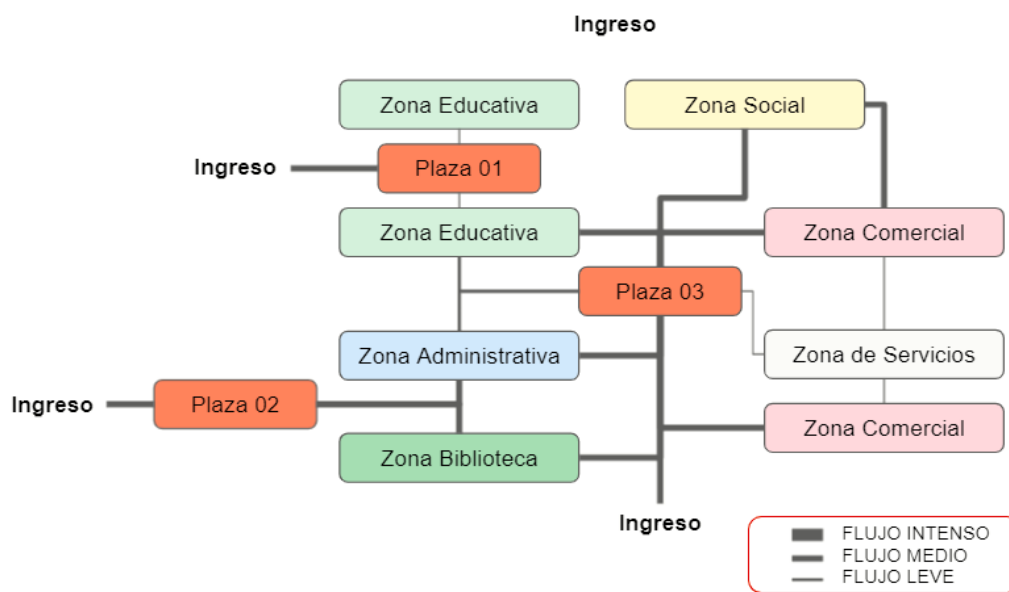 Ingreso
Zona Educativa
Zona Social
Ingreso
Plaza 01
Zona Educativa
Zona Comercial
Plaza 03
Zona Administrativa
Zona de Servicios
Ingreso
Plaza 02
Zona Comercial
Zona Biblioteca
Ingreso
FLUJO INTENSO
FLUJO MEDIO
FLUJO LEVE